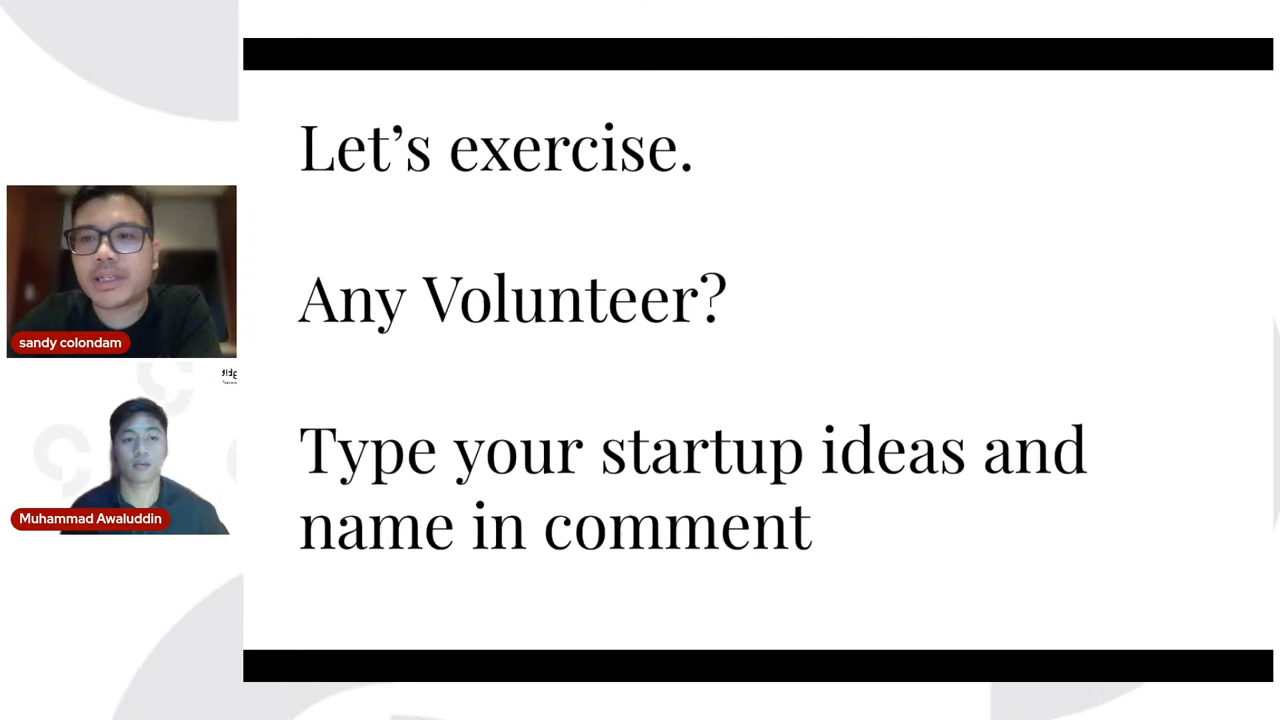 Let's exercise.
Any Volunteer?
Type your startup ideas and
name in comment
sandy colondam
Muhammad Awaluddin